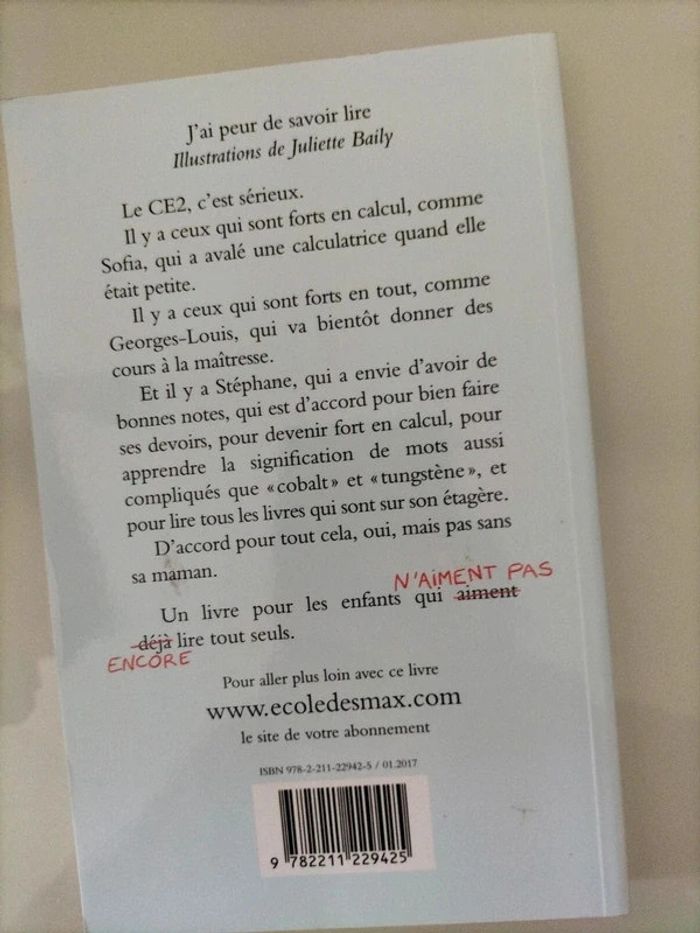 J'ai peur de savoir lire
Illustrations de Juliette Baily
Le CE2, c'est sérieux.
Il y a ceux qui sont forts en calcul, comme
Sofia, qui a avalé une calculatrice quand elle
était petite.
Il y a ceux qui sont forts en tout, comme
Georges-Louis, qui va bientôt donner des
cours à la maîtresse.
Et il y a Stéphane, qui a envie d'avoir de
bonnes notes, qui est d'accord pour bien faire
ses devoirs, pour devenir fort en calcul, pour
apprendre la signification de mots aussi
compliqués que «cobalt» et «tungstène», et
pour lire tous les livres qui sont sur son étagère.
D'accord pour tout cela, oui, mais pas sans
sa maman.
N'AIMENT PAS
Un livre pour les enfants qui aiment
déjà lire tout seuls.
ENCORE
Pour aller plus loin avec ce livre
www.ecoledesmax.com
le site de votre abonnement
ISBN 978-2-211-22942-5 / 01.2017
9 782211 229425